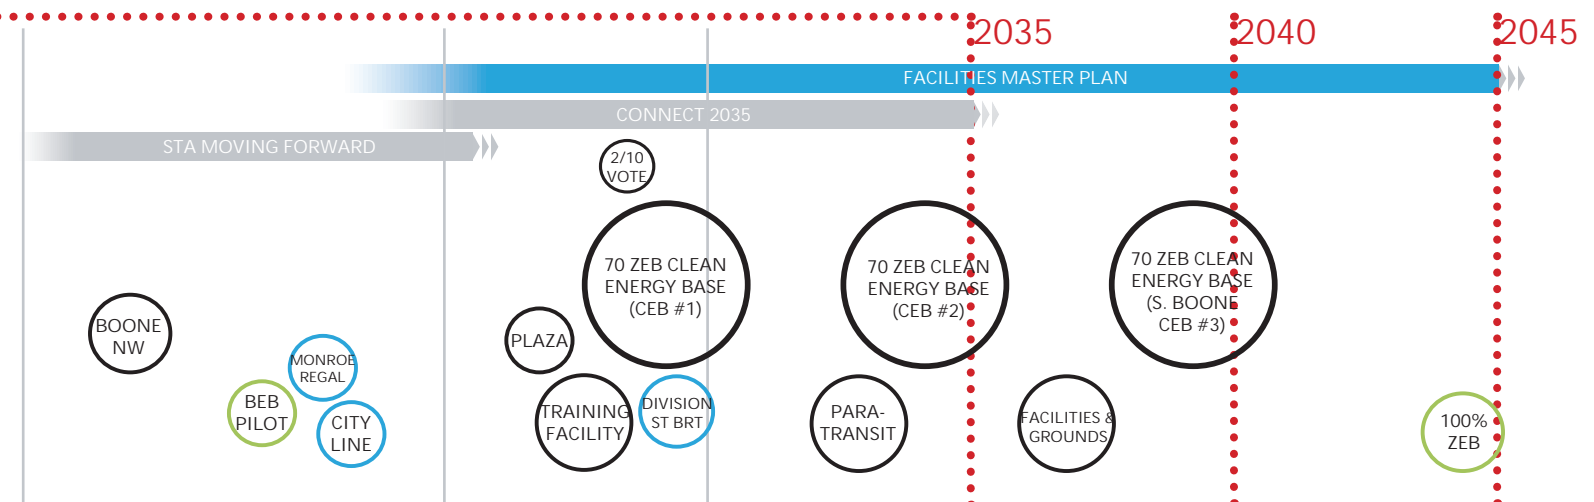 2035
2040
2045
FACILITIES MASTER PLAN
CONNECT 2035
STA MOVING FORWARD
2/10
VOTE
70 ZEB CLEAN
ENERGY BASE
(CEB #1)
70 ZEB CLEAN
ENERGY BASE
(CEB #2)
70 ZEB CLEAN
ENERGY BASE
(S. BOONE
CEB #3)
BOONE
NW
PLAZA
MONROE
REGAL
BEB
PILOT
CITY
LINE
TRAINING
FACILITY
DIVISION
ST BRT
PARA-
TRANSIT
FACILITIES &
GROUNDS
100%
ZEB